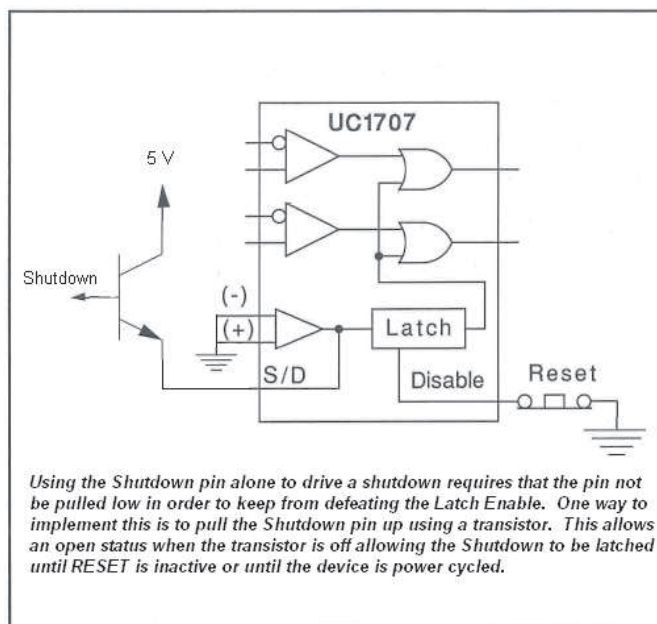 UC1707
5 V
Shutdown
(-)
(+)
S/D
Latch
Disable
Reset
Using the Shutdown pin alone to drive a shutdown requires that the pin not
be pulled low in order to keep from defeating the Latch Enable. One way to
implement this is to pull the Shutdown pin up using a transistor. This allows
an open status when the transistor is off allowing the Shutdown to be latched
until RESET is inactive or until the device is power cycled.